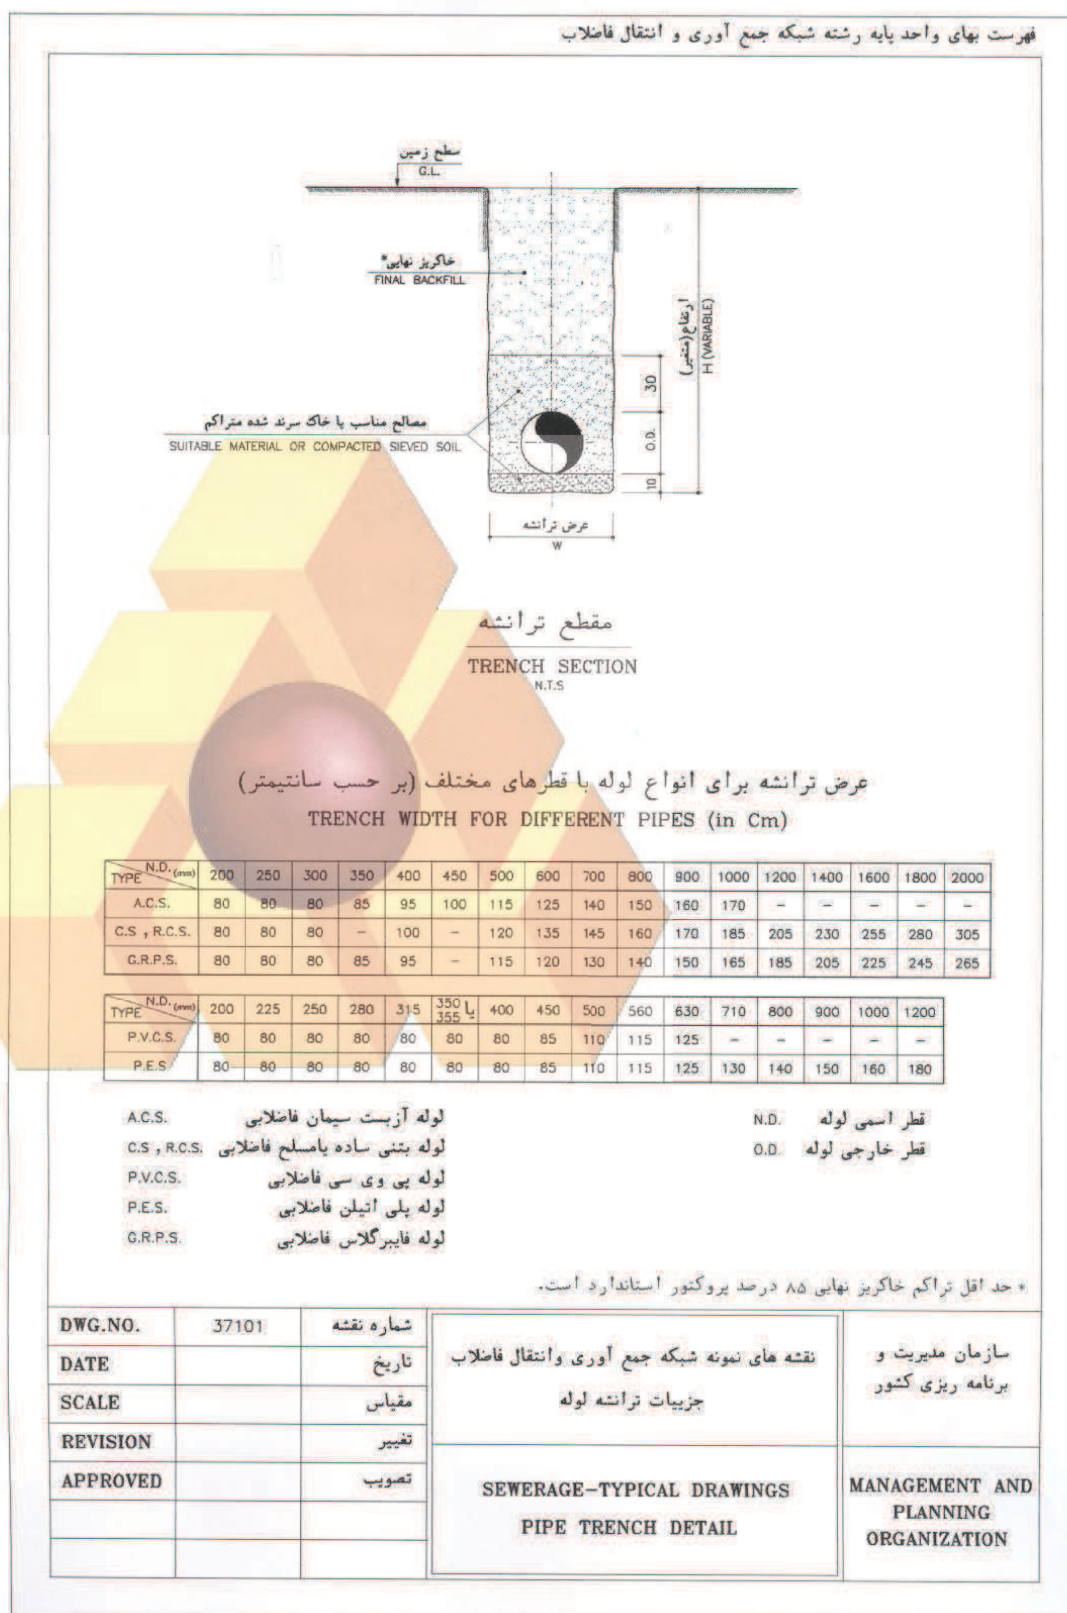 فهرست بهای واحد پایه رشته شبکه جمع آوری و انتقال فاضلاب
سطح زمین
G.L.
خاکریز نهایی*
FINAL BACKFILL
ارتفاع(متغیر)
H (VARIABLE)
30
O.D.
10
مصالح مناسب یا خاک سرند شده متراکم
SUITABLE MATERIAL OR COMPACTED SIEVED SOIL
عرض ترانشه
W
مقطع ترانشه
TRENCH SECTION
N.T.S
عرض ترانشه برای انواع لوله با قطرهای مختلف (بر حسب سانتیمتر)
TRENCH WIDTH FOR DIFFERENT PIPES (in Cm)
TYPE N.D. (mm) 200 250 300 350 400 450 500 600 700 800 900 1000 1200 1400 1600 1800 2000
A.C.S. 80 80 80 85 95 100 115 125 140 150 160 170 - - - - -
C.S , R.C.S. 80 80 80 - 100 - 120 135 145 160 170 185 205 230 255 280 305
G.R.P.S. 80 80 80 85 95 - 115 120 130 140 150 165 185 205 225 245 265
TYPE N.D. (mm) 200 225 250 280 315 350 یا 355 400 450 500 560 630 710 800 900 1000 1200
P.V.C.S. 80 80 80 80 80 80 80 85 110 115 125 - - - - -
P.E.S 80 80 80 80 80 80 80 85 110 115 125 130 140 150 160 180
A.C.S. لوله آزبست سیمان فاضلابی
C.S , R.C.S. لوله بتنی ساده یامسلح فاضلابی
P.V.C.S. لوله پی وی سی فاضلابی
P.E.S. لوله پلی اتیلن فاضلابی
G.R.P.S. لوله فایبرگلاس فاضلابی
N.D. قطر اسمی لوله
O.D. قطر خارجی لوله
* حد اقل تراکم خاکریز نهایی ۸۵ درصد پروکتور استاندارد است.
DWG.NO. 37101 شماره نقشه
DATE تاریخ
SCALE مقیاس
REVISION تغییر
APPROVED تصویب
نقشه های نمونه شبکه جمع آوری وانتقال فاضلاب
جزییات ترانشه لوله
SEWERAGE-TYPICAL DRAWINGS
PIPE TRENCH DETAIL
سازمان مدیریت و
برنامه ریزی کشور
MANAGEMENT AND
PLANNING
ORGANIZATION